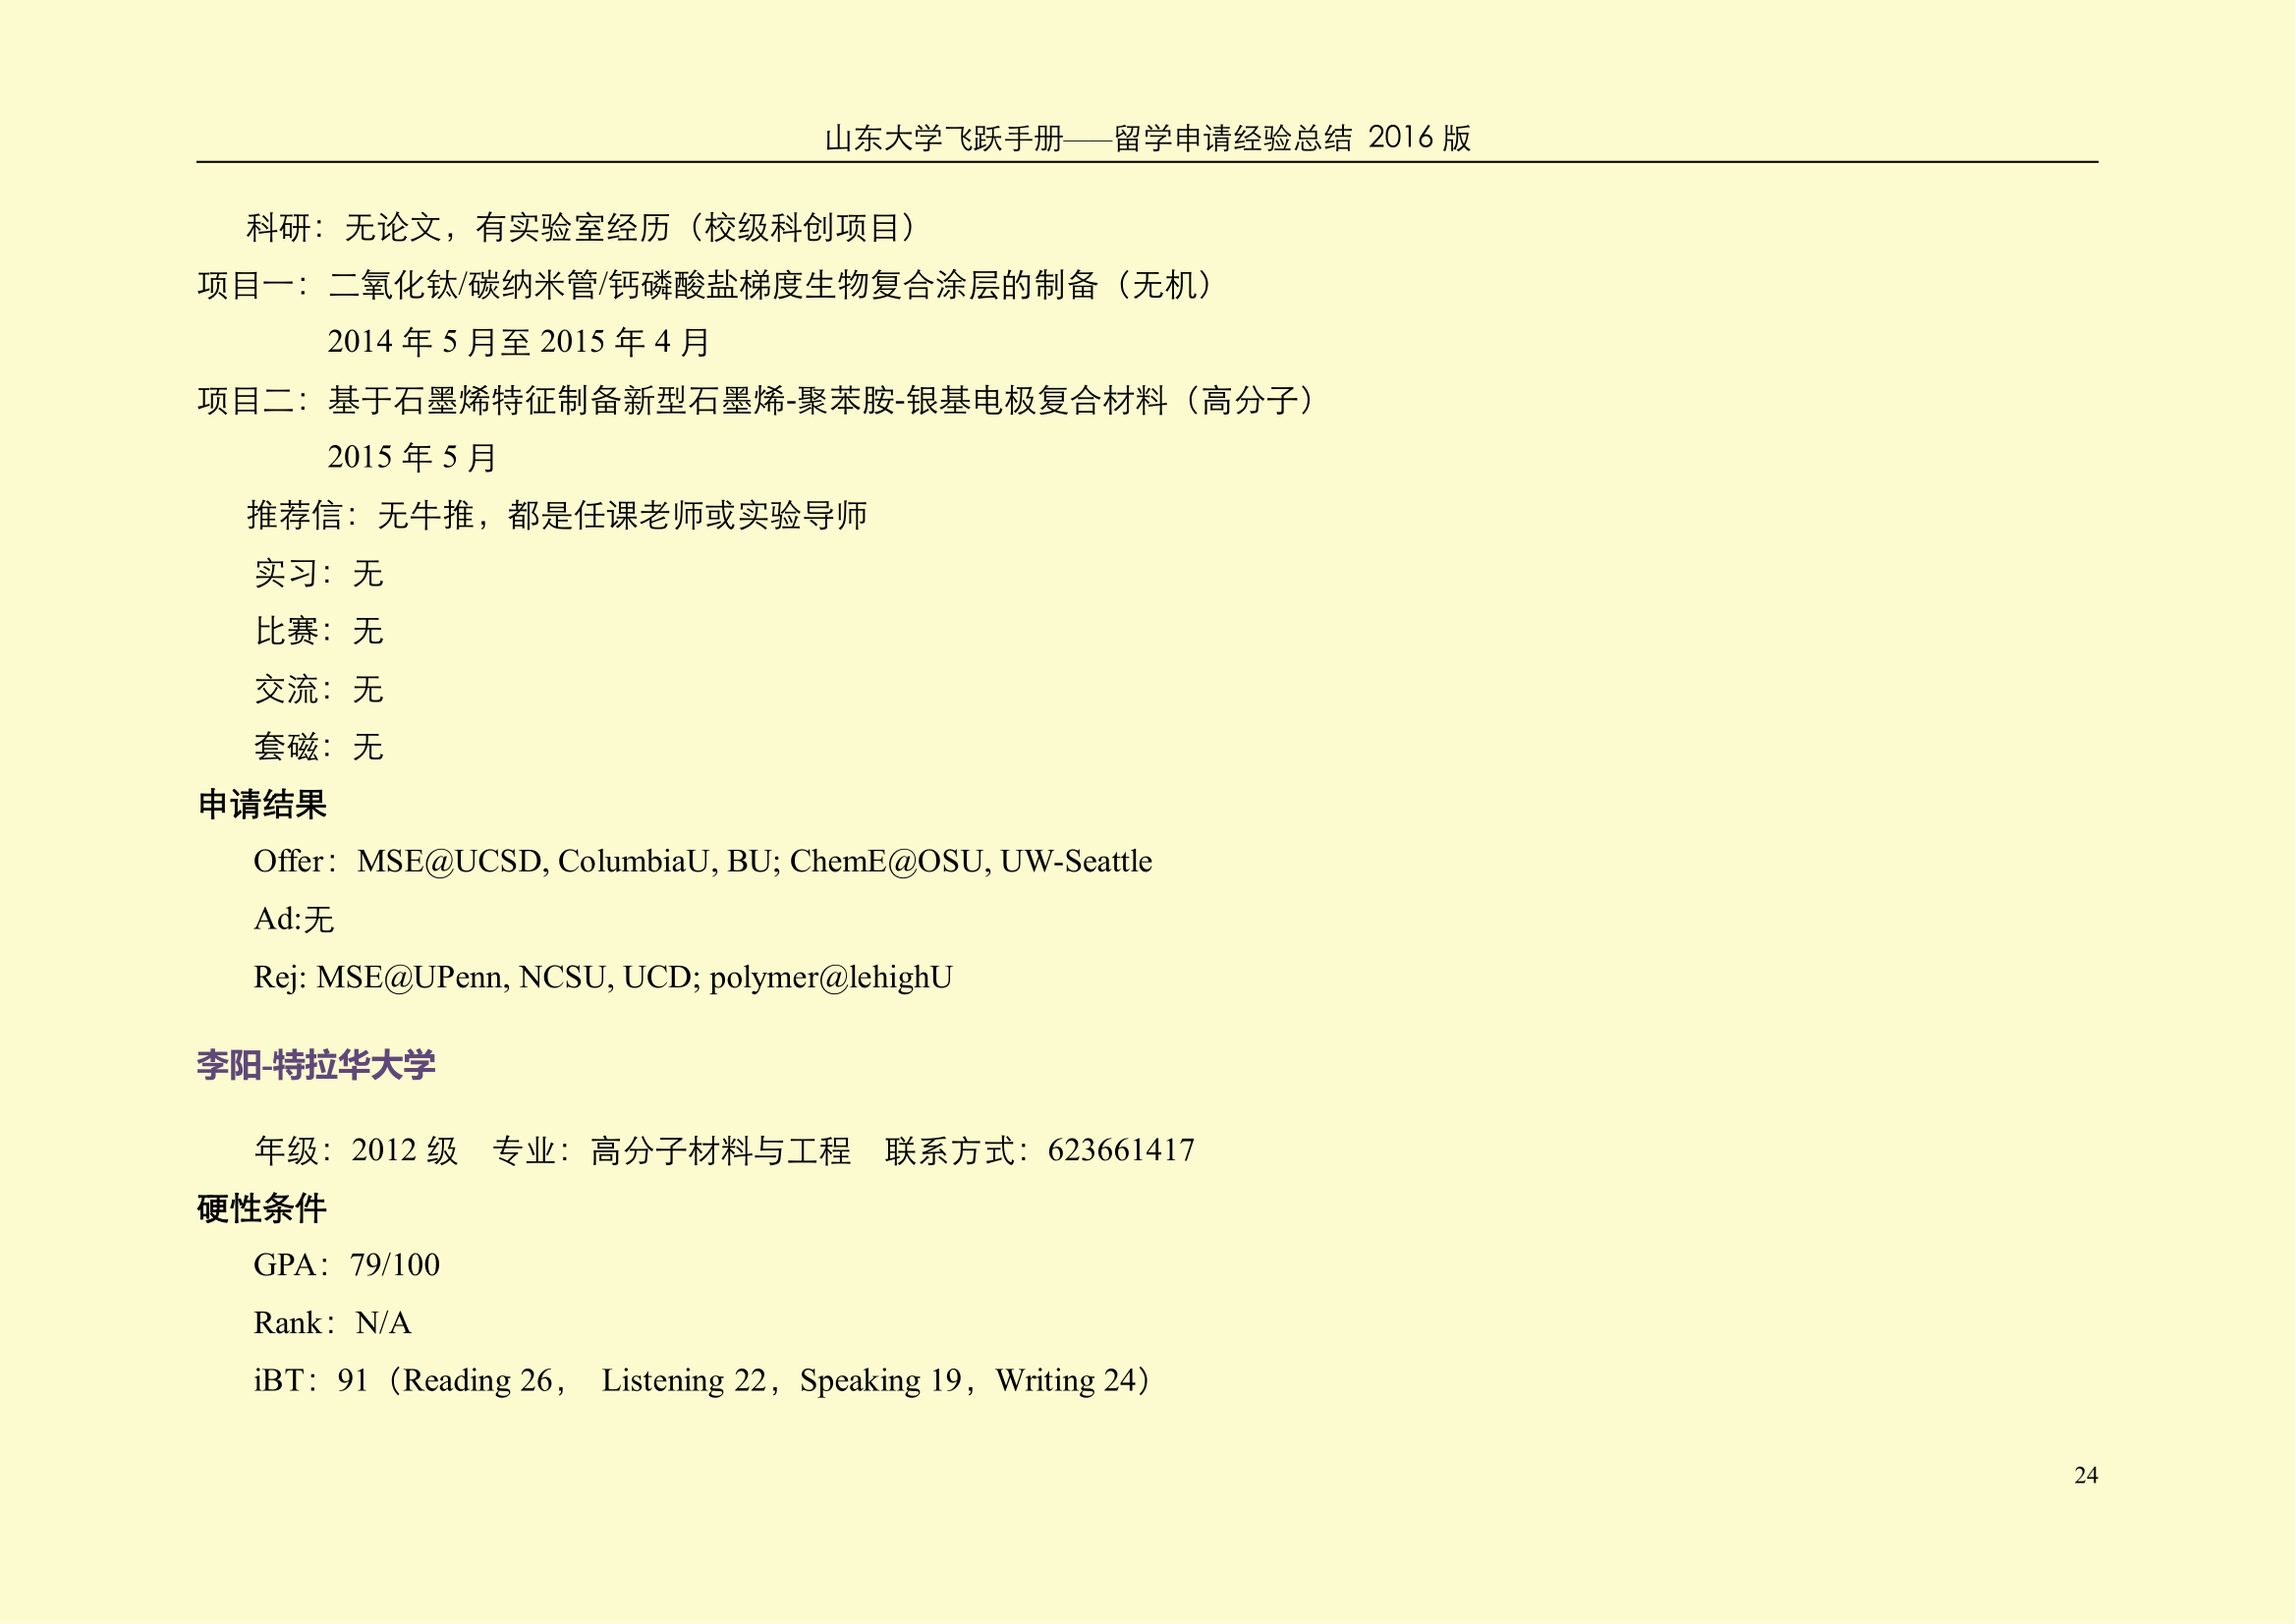 山东大学飞跃手册——留学申请经验总结 2016 版
科研：无论文，有实验室经历（校级科创项目）
项目一：二氧化钛/碳纳米管/钙磷酸盐梯度生物复合涂层的制备（无机）
2014 年 5 月至 2015 年 4 月
项目二：基于石墨烯特征制备新型石墨烯-聚苯胺-银基电极复合材料（高分子）
2015 年 5 月
推荐信：无牛推，都是任课老师或实验导师
实习：无
比赛：无
交流：无
套磁：无
申请结果
Offer：MSE@UCSD, ColumbiaU, BU; ChemE@OSU, UW-Seattle
Ad:无
Rej: MSE@UPenn, NCSU, UCD; polymer@lehighU
李阳-特拉华大学
年级：2012 级　专业：高分子材料与工程　联系方式：623661417
硬性条件
GPA：79/100
Rank：N/A
iBT：91（Reading 26， Listening 22，Speaking 19，Writing 24）
24